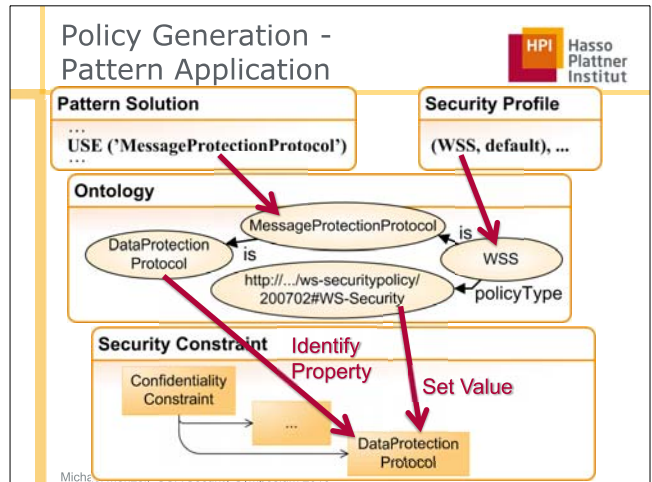 Policy Generation -
Pattern Application
HPI
Hasso
Plattner
Institut
Pattern Solution
...
USE ('MessageProtectionProtocol')
...
Security Profile
(WSS, default), ...
Ontology
MessageProtectionProtocol
DataProtection
Protocol
is
is
WSS
http://.../ws-securitypolicy/
200702#WS-Security
policyType
Security Constraint
Identify
Property
Set Value
Confidentiality
Constraint
...
DataProtection
Protocol